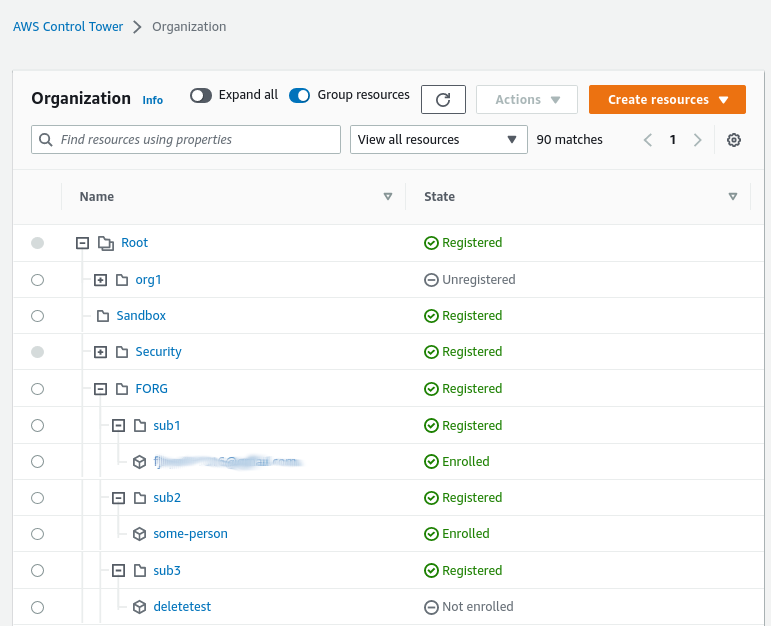 AWS Control Tower > Organization
Organization Info Expand all Group resources Actions Create resources
Find resources using properties View all resources 90 matches 1
Name State
Root Registered
org1 Unregistered
Sandbox Registered
Security Registered
FORG Registered
sub1 Registered
Enrolled
sub2 Registered
some-person Enrolled
sub3 Registered
deletetest Not enrolled